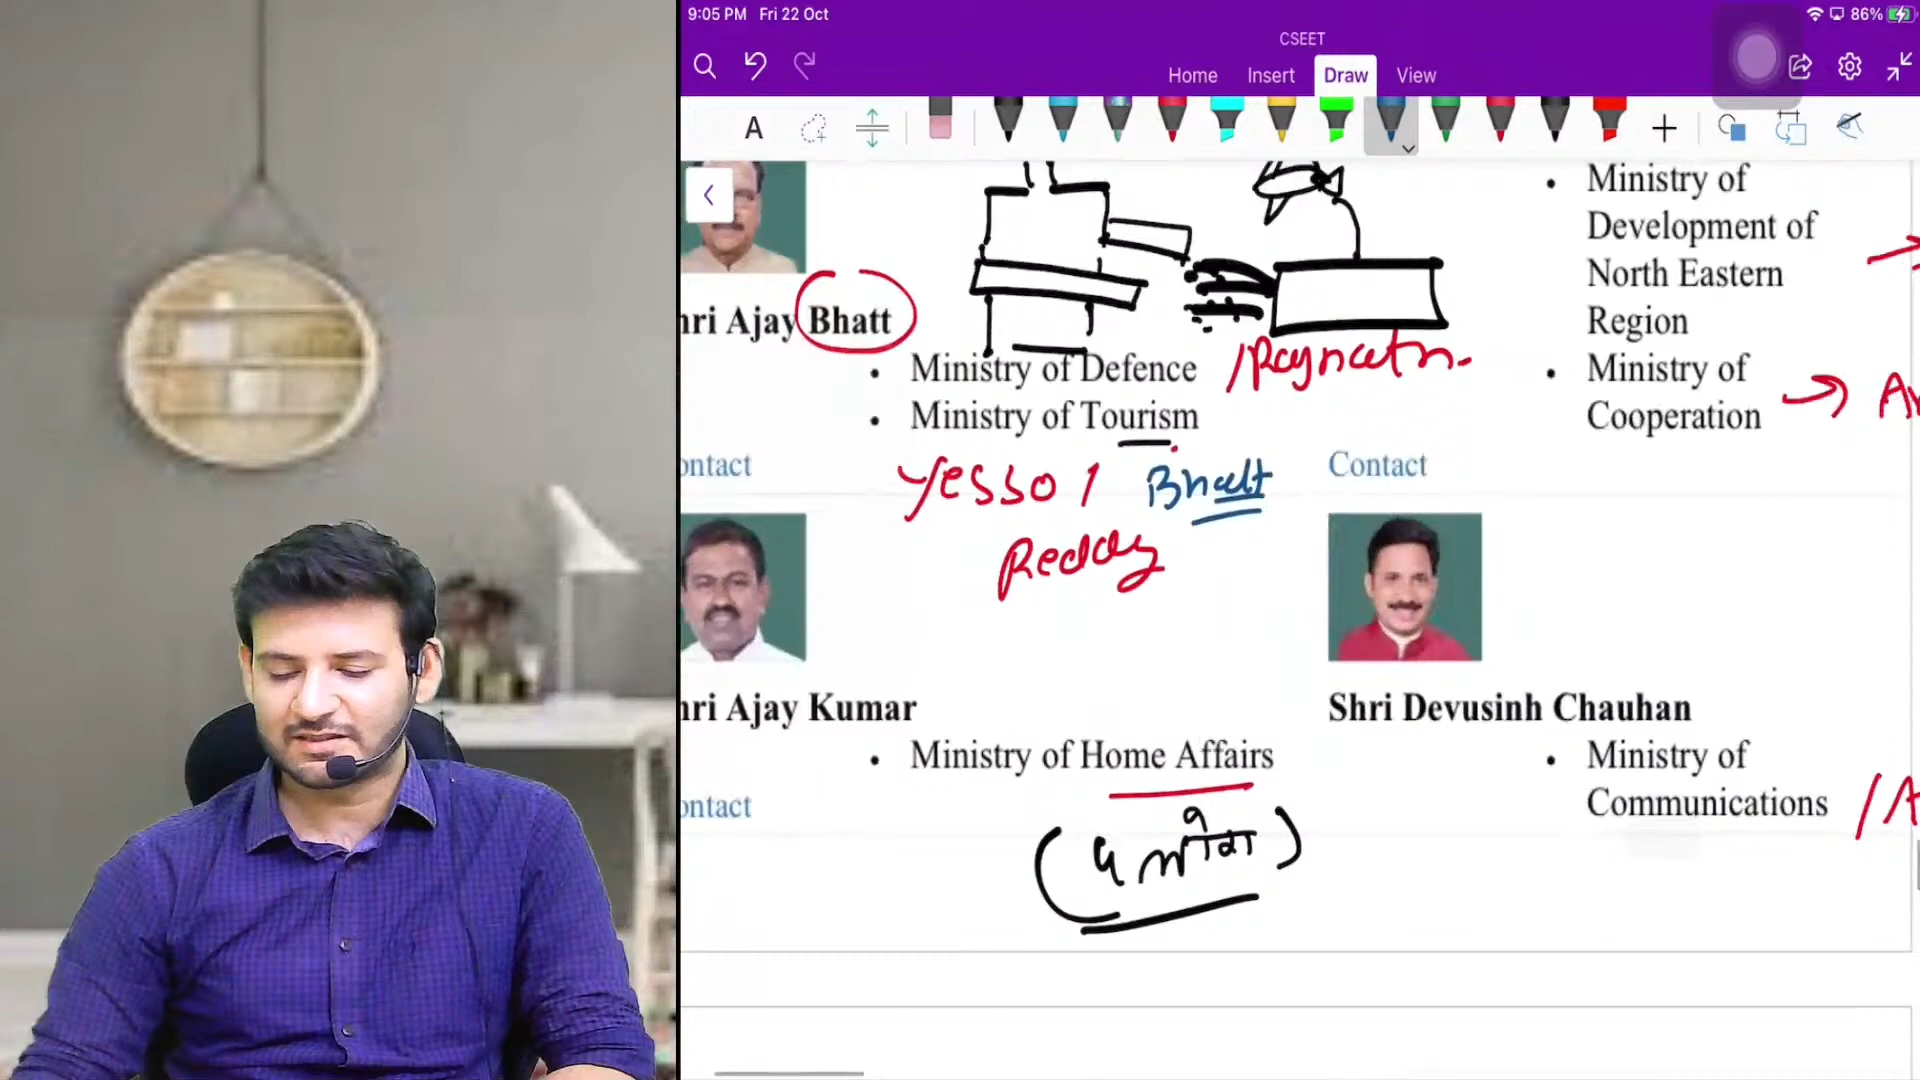 9:05 PM Fri 22 Oct
86%
CSEET
Home Insert Draw View
A
Ministry of
Development of
North Eastern
Region
hri Ajay Bhatt
Ministry of Defence
Ministry of Tourism
Ministry of
Cooperation
ontact
Yesso 1 Bhatt
Reddy
Contact
hri Ajay Kumar
Ministry of Home Affairs
ontact
Shri Devusinh Chauhan
Ministry of
Communications